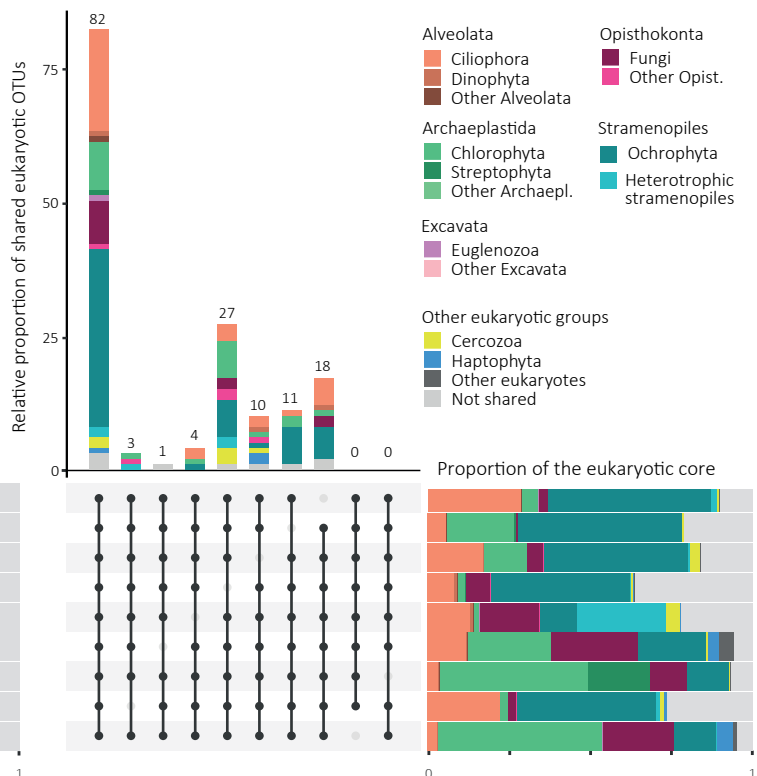 82
75
50
25
0
Relative proportion of shared eukaryotic OTUs
3
1
4
27
10
11
18
0
0
Alveolata
Ciliophora
Dinophyta
Other Alveolata
Opisthokonta
Fungi
Other Opist.
Archaeplastida
Chlorophyta
Streptophyta
Other Archaepl.
Stramenopiles
Ochrophyta
Heterotrophic
stramenopiles
Excavata
Euglenozoa
Other Excavata
Other eukaryotic groups
Cercozoa
Haptophyta
Other eukaryotes
Not shared
Proportion of the eukaryotic core
1
0
1